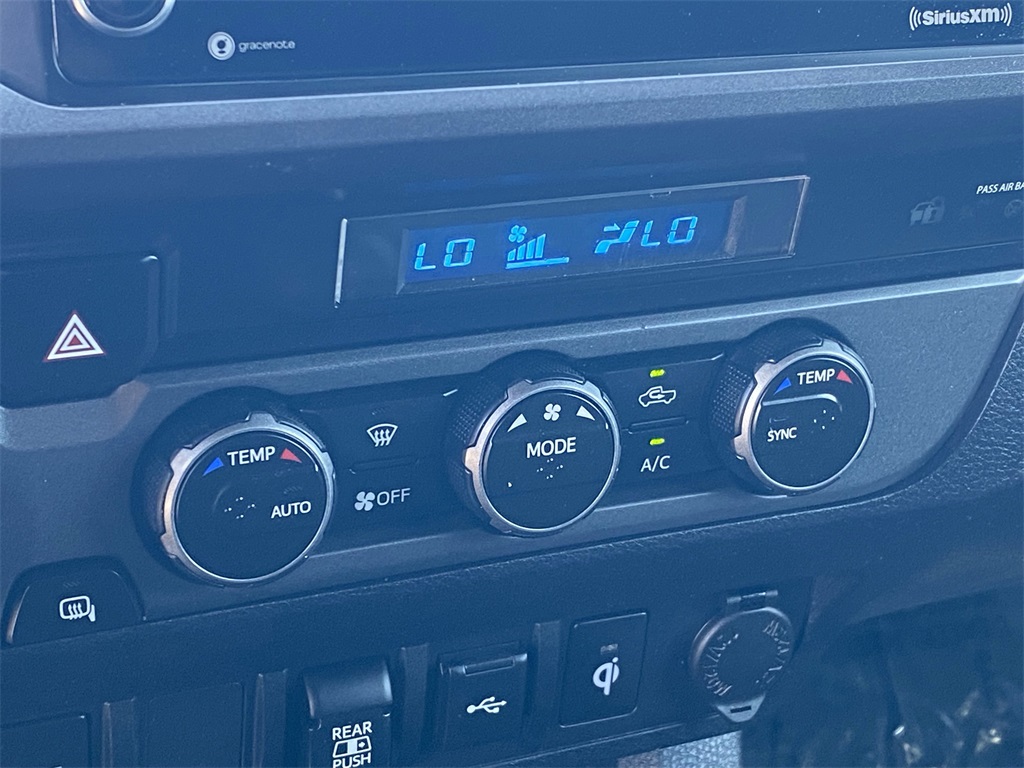 gracenote
SiriusXM
PASS AIR BA
LO LO
TEMP
AUTO
OFF
MODE
A/C
TEMP
SYNC
REAR
PUSH